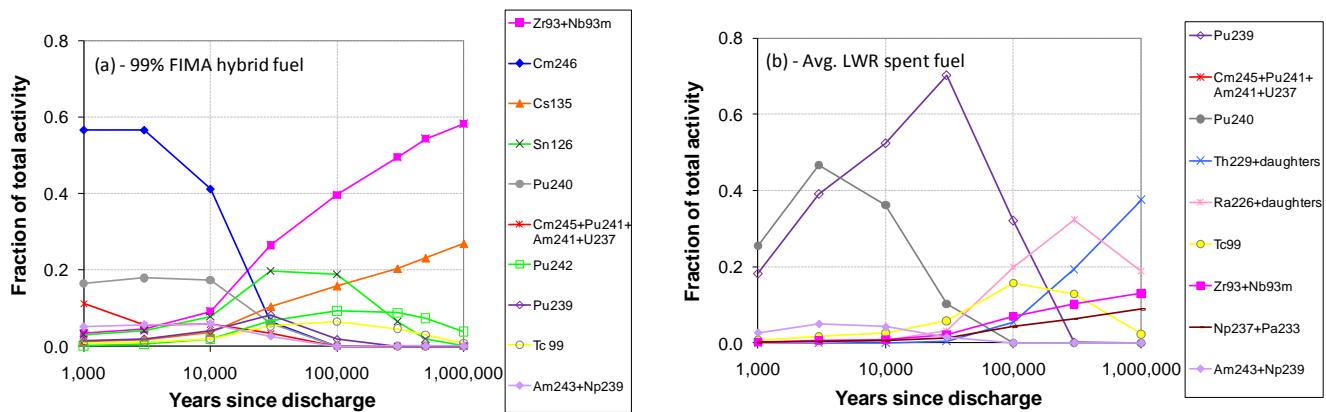 (a) - 99% FIMA hybrid fuel
Fraction of total activity
0.8
0.6
0.4
0.2
0.0
1,000
10,000
100,000
1,000,000
Years since discharge
Zr93+Nb93m
Cm246
Cs135
Sn126
Pu240
Cm245+Pu241+
Am241+U237
Pu242
Pu239
Tc 99
Am243+Np239
(b) - Avg. LWR spent fuel
Fraction of total activity
0.8
0.6
0.4
0.2
0.0
1,000
10,000
100,000
1,000,000
Years since discharge
Pu239
Cm245+Pu241+
Am241+U237
Pu240
Th229+daughters
Ra226+daughters
Tc99
Zr93+Nb93m
Np237+Pa233
Am243+Np239